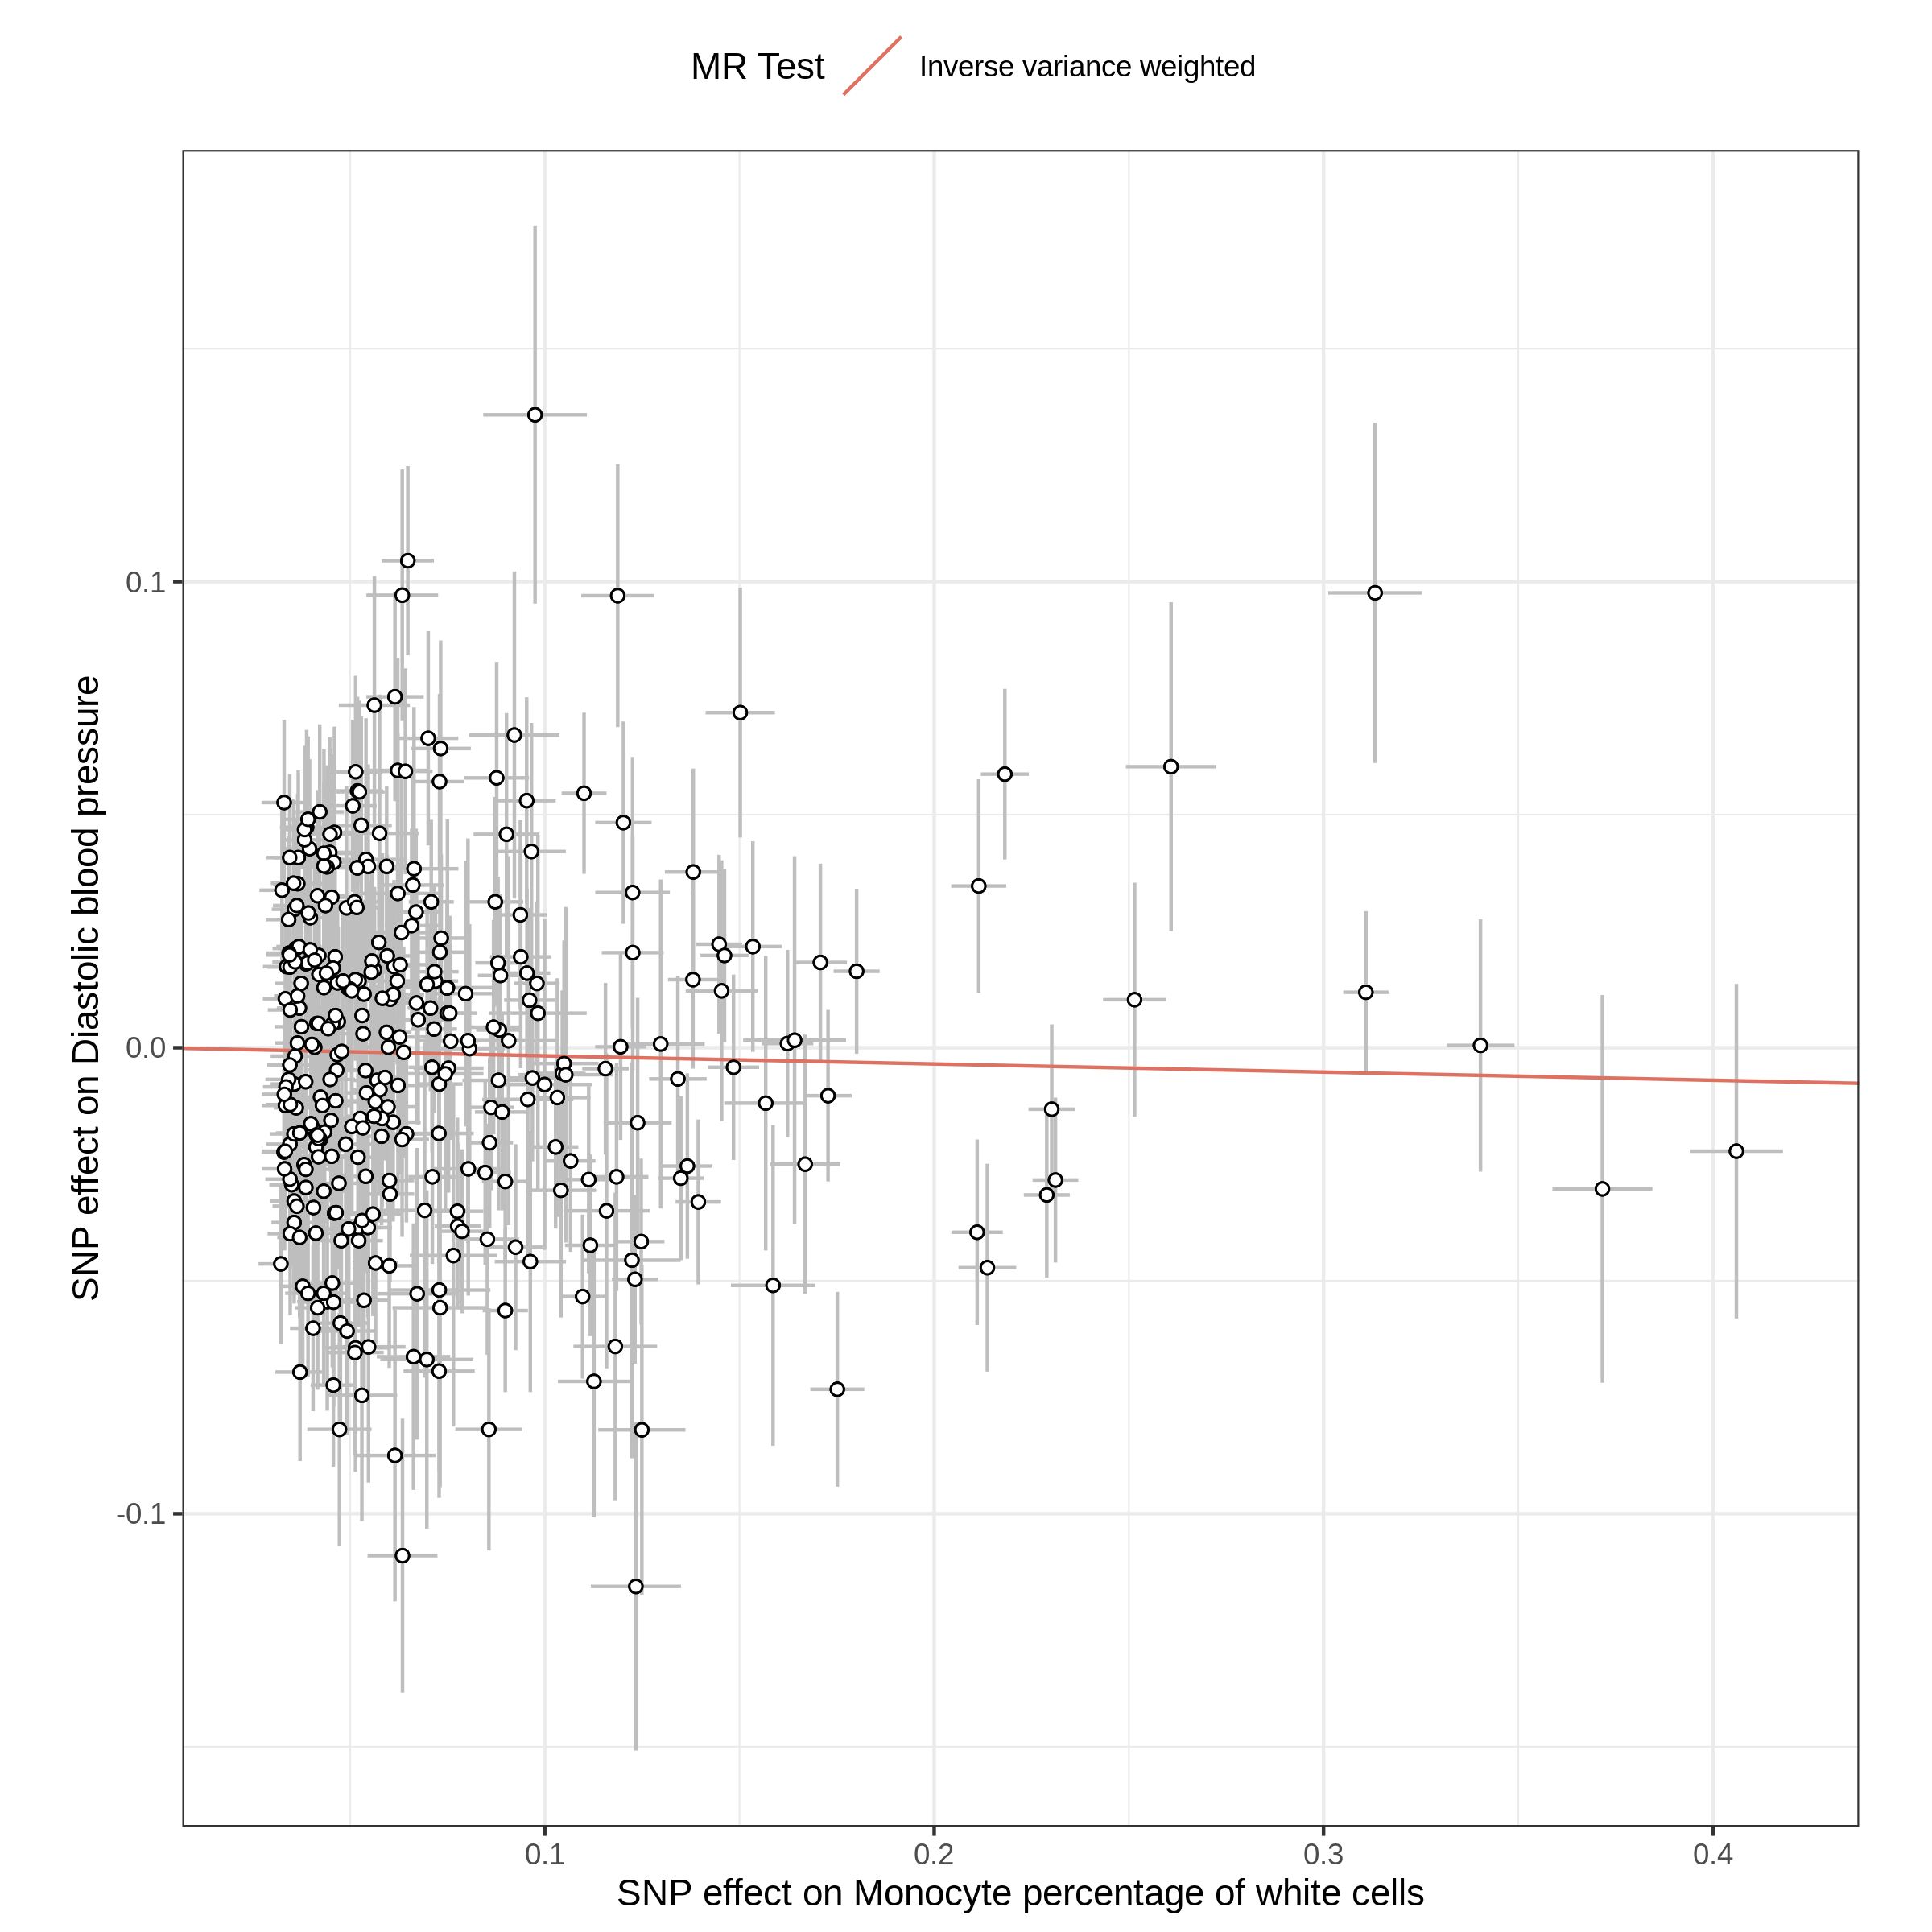 MR Test Inverse variance weighted
SNP effect on Diastolic blood pressure
0.1
0.0
-0.1
0.1 0.2 0.3 0.4
SNP effect on Monocyte percentage of white cells